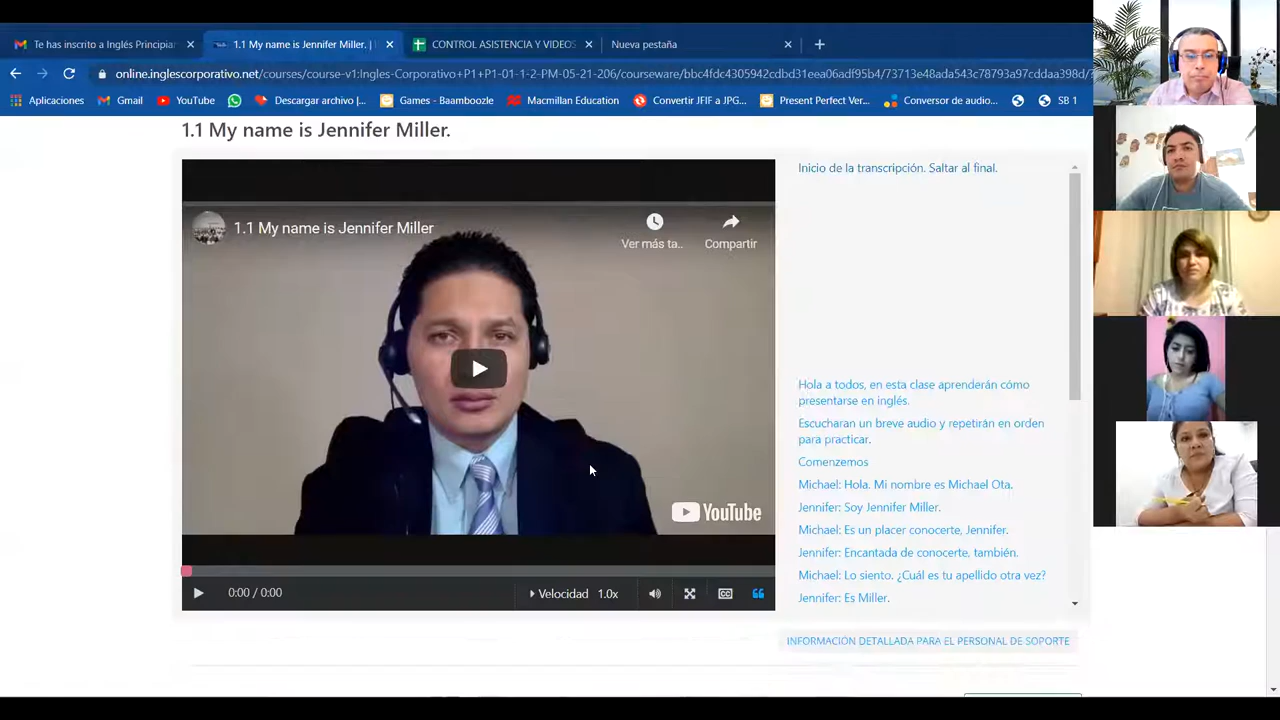 Te has inscrito a Inglés Principian
1.1 My name is Jennifer Miller. |
CONTROL ASISTENCIA Y VIDEOS
Nueva pestaña
online.inglescorporativo.net/courses/course-v1:Ingles-Corporativo+P1+P1-01-1-2-PM-05-21-206/courseware/bbc4fdc4305942cdbd31eea06adf95b4/73713e48ada543c78793a97cddaa398d/7
Aplicaciones
Gmail
YouTube
Descargar archivo |...
Games - Baamboozle
Macmillan Education
Convertir JFIF a JPG...
Present Perfect Ver...
Conversor de audio...
SB 1
1.1 My name is Jennifer Miller.
1.1 My name is Jennifer Miller
Ver más ta..
Compartir
YouTube
0:00 / 0:00
Velocidad 1.0x
CC
Inicio de la transcripción. Saltar al final.
Hola a todos, en esta clase aprenderán cómo
presentarse en inglés.
Escucharan un breve audio y repetirán en orden
para practicar.
Comenzemos
Michael: Hola. Mi nombre es Michael Ota.
Jennifer: Soy Jennifer Miller.
Michael: Es un placer conocerte, Jennifer.
Jennifer: Encantada de conocerte, también.
Michael: Lo siento. ¿Cuál es tu apellido otra vez?
Jennifer: Es Miller.
INFORMACIÓN DETALLADA PARA EL PERSONAL DE SOPORTE